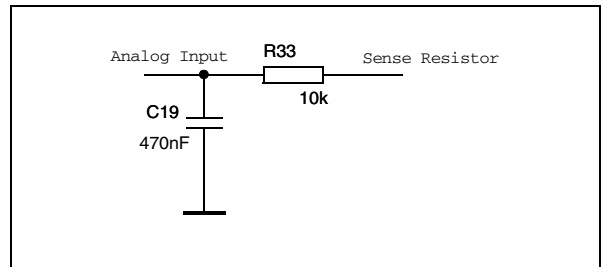 Analog Input
R33
Sense Resistor
10k
C19
470nF